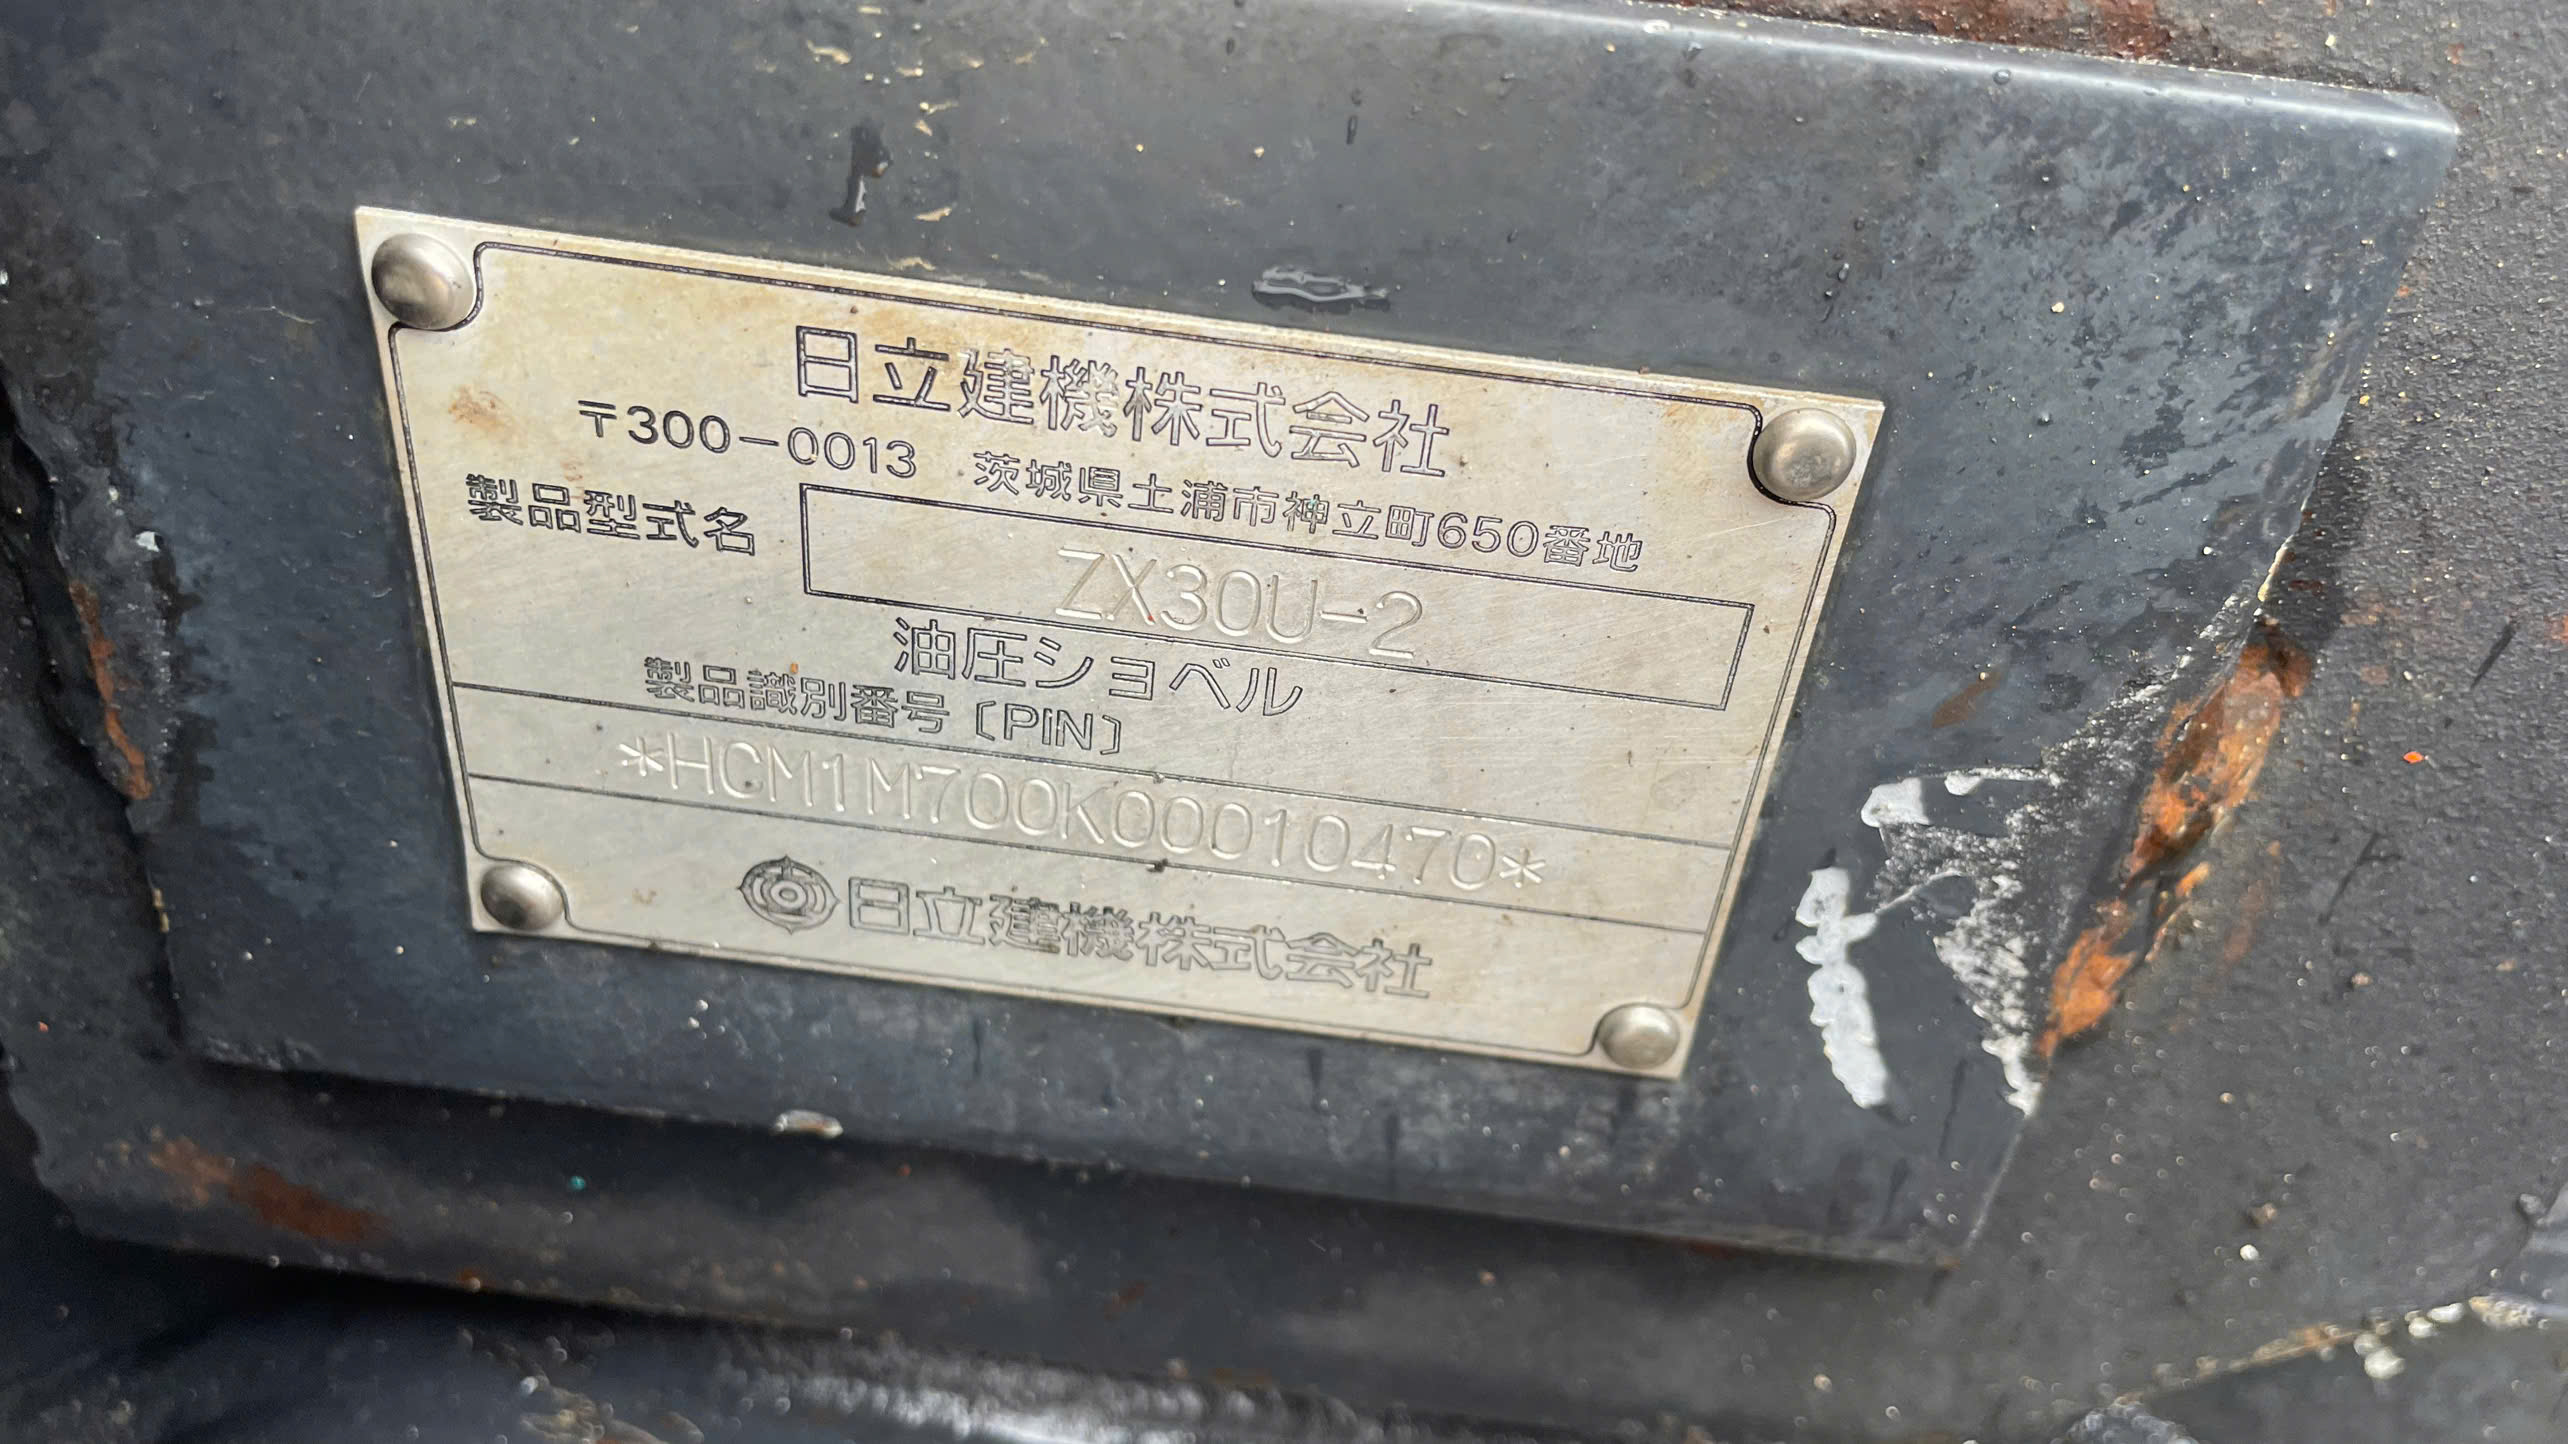 日立建機株式会社
〒300-0013 茨城県土浦市神立町650番地
製品型式名 ZX30U-2
油圧ショベル
製品識別番号〔PIN〕
*HCM1M700K00010470*
日立建機株式会社